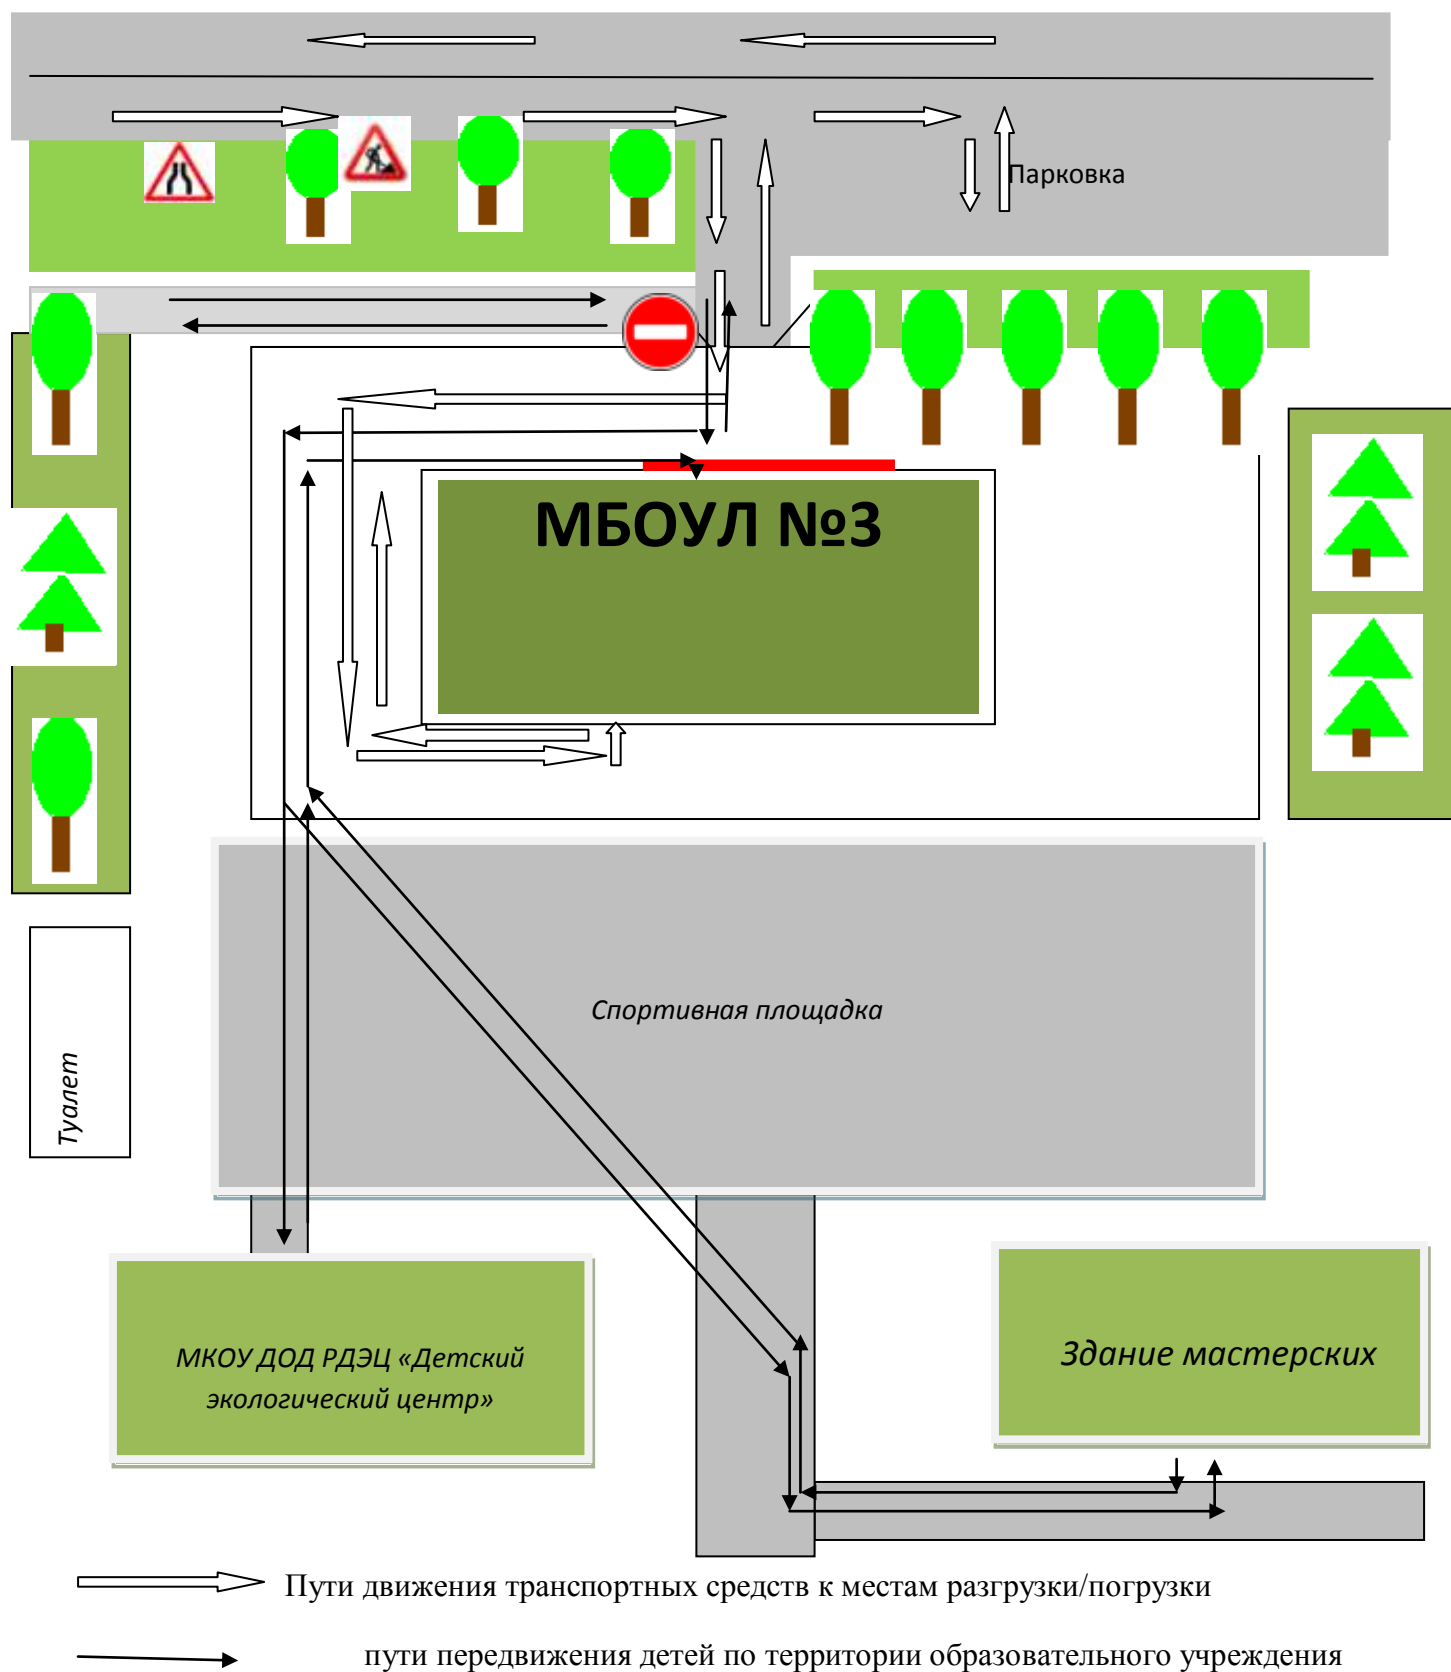 Парковка
МБОУЛ №3
Спортивная площадка
Туалет
МКОУ ДОД РДЭЦ «Детский
экологический центр»
Здание мастерских
Пути движения транспортных средств к местам разгрузки/погрузки
пути передвижения детей по территории образовательного учреждения